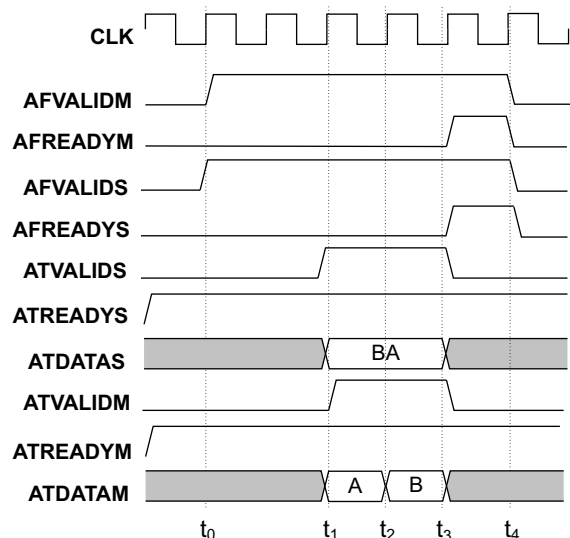 CLK
AFVALIDM
AFREADYM
AFVALIDS
AFREADYS
ATVALIDS
ATREADYS
ATDATAS BA
ATVALIDM
ATREADYM
ATDATAM A B
t0 t1 t2 t3 t4